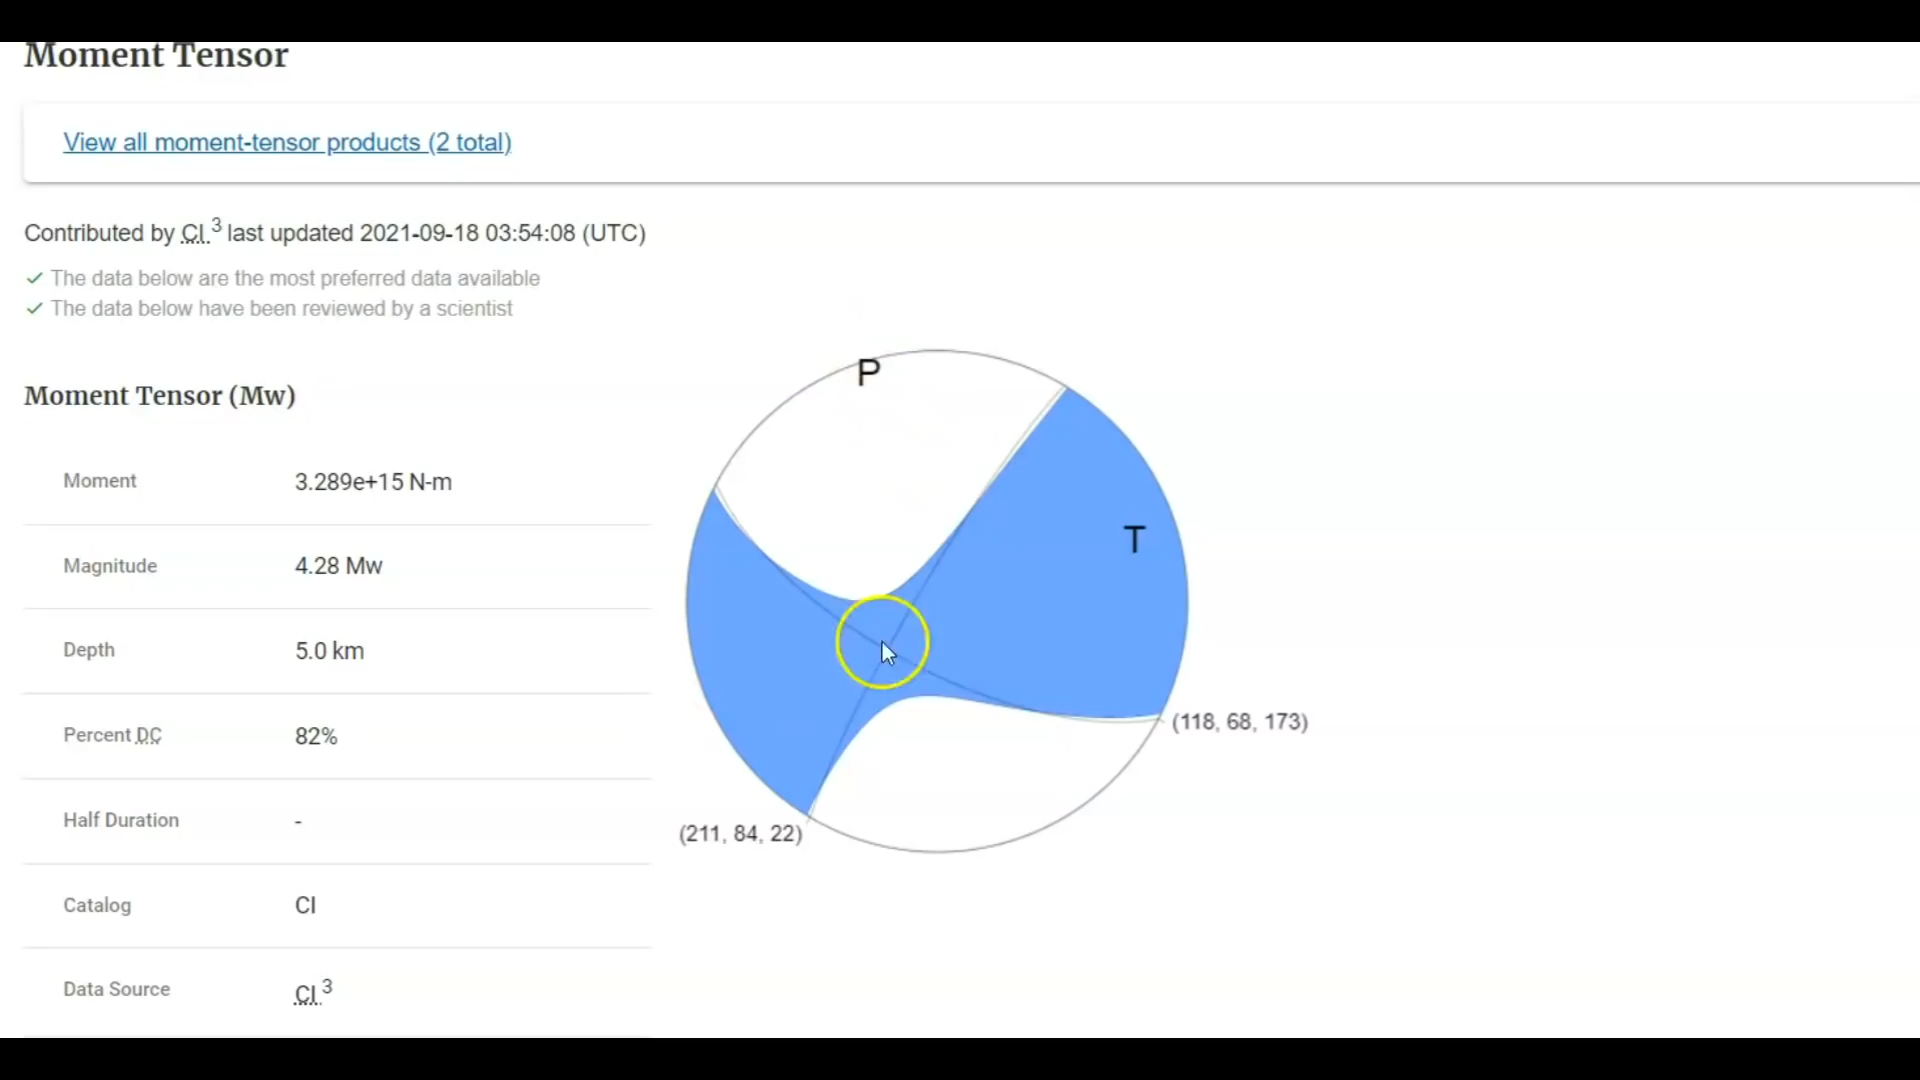 Moment Tensor
View all moment-tensor products (2 total)
Contributed by CI 3 last updated 2021-09-18 03:54:08 (UTC)
✓ The data below are the most preferred data available
✓ The data below have been reviewed by a scientist
Moment Tensor (Mw)
Moment 3.289e+15 N-m
Magnitude 4.28 Mw
Depth 5.0 km
Percent DC 82%
Half Duration -
Catalog CI
Data Source CI 3
P
T
(118, 68, 173)
(211, 84, 22)